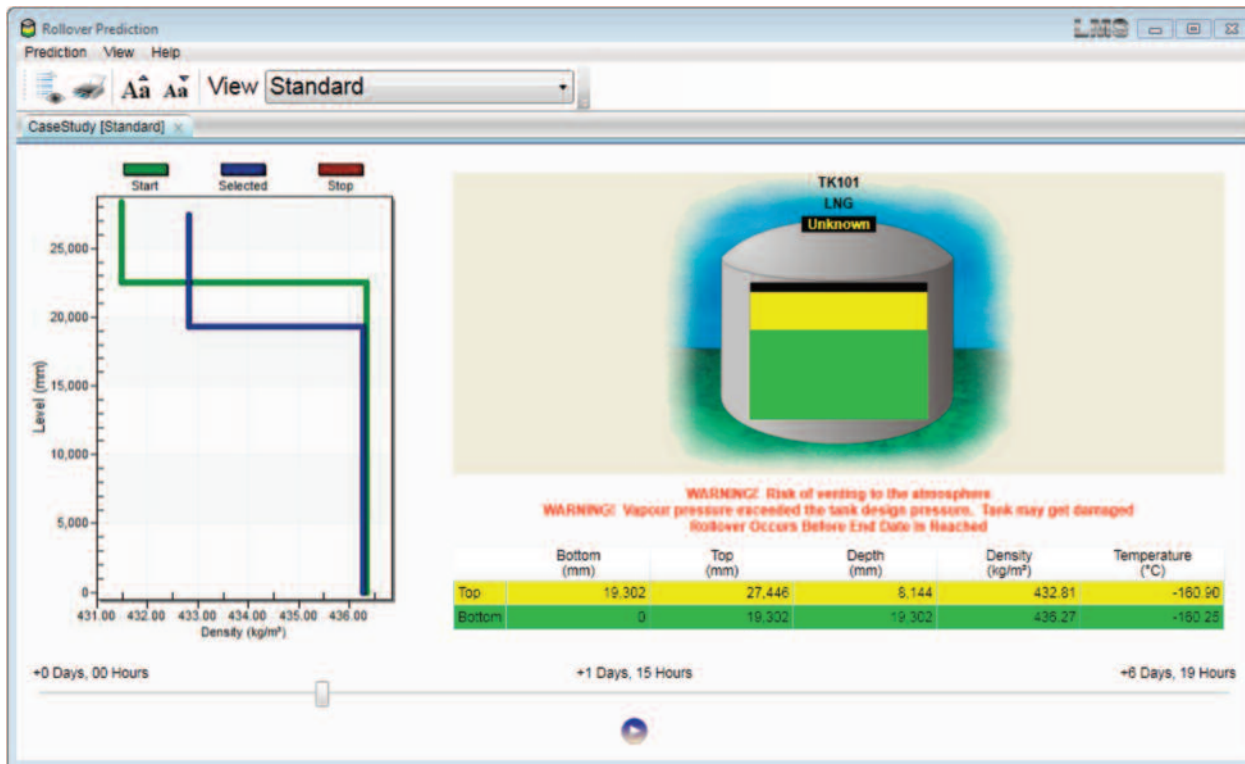 Rollover Prediction
LMS
Prediction View Help
Aa Aa View Standard
CaseStudy [Standard]
Start Selected Stop
25,000
20,000
15,000
10,000
5,000
0
Level (mm)
431.00 432.00 433.00 434.00 435.00 436.00
Density (kg/m³)
TK101
LNG
Unknown
WARNING! Risk of venting to the atmosphere
WARNING! Vapour pressure exceeded the tank design pressure. Tank may get damaged
Rollover Occurs Before End Date is Reached
Bottom (mm) Top (mm) Depth (mm) Density (kg/m³) Temperature (°C)
Top 19,302 27,446 8,144 432.81 -160.90
Bottom 0 19,302 19,302 436.27 -160.25
+0 Days, 00 Hours +1 Days, 15 Hours +6 Days, 19 Hours